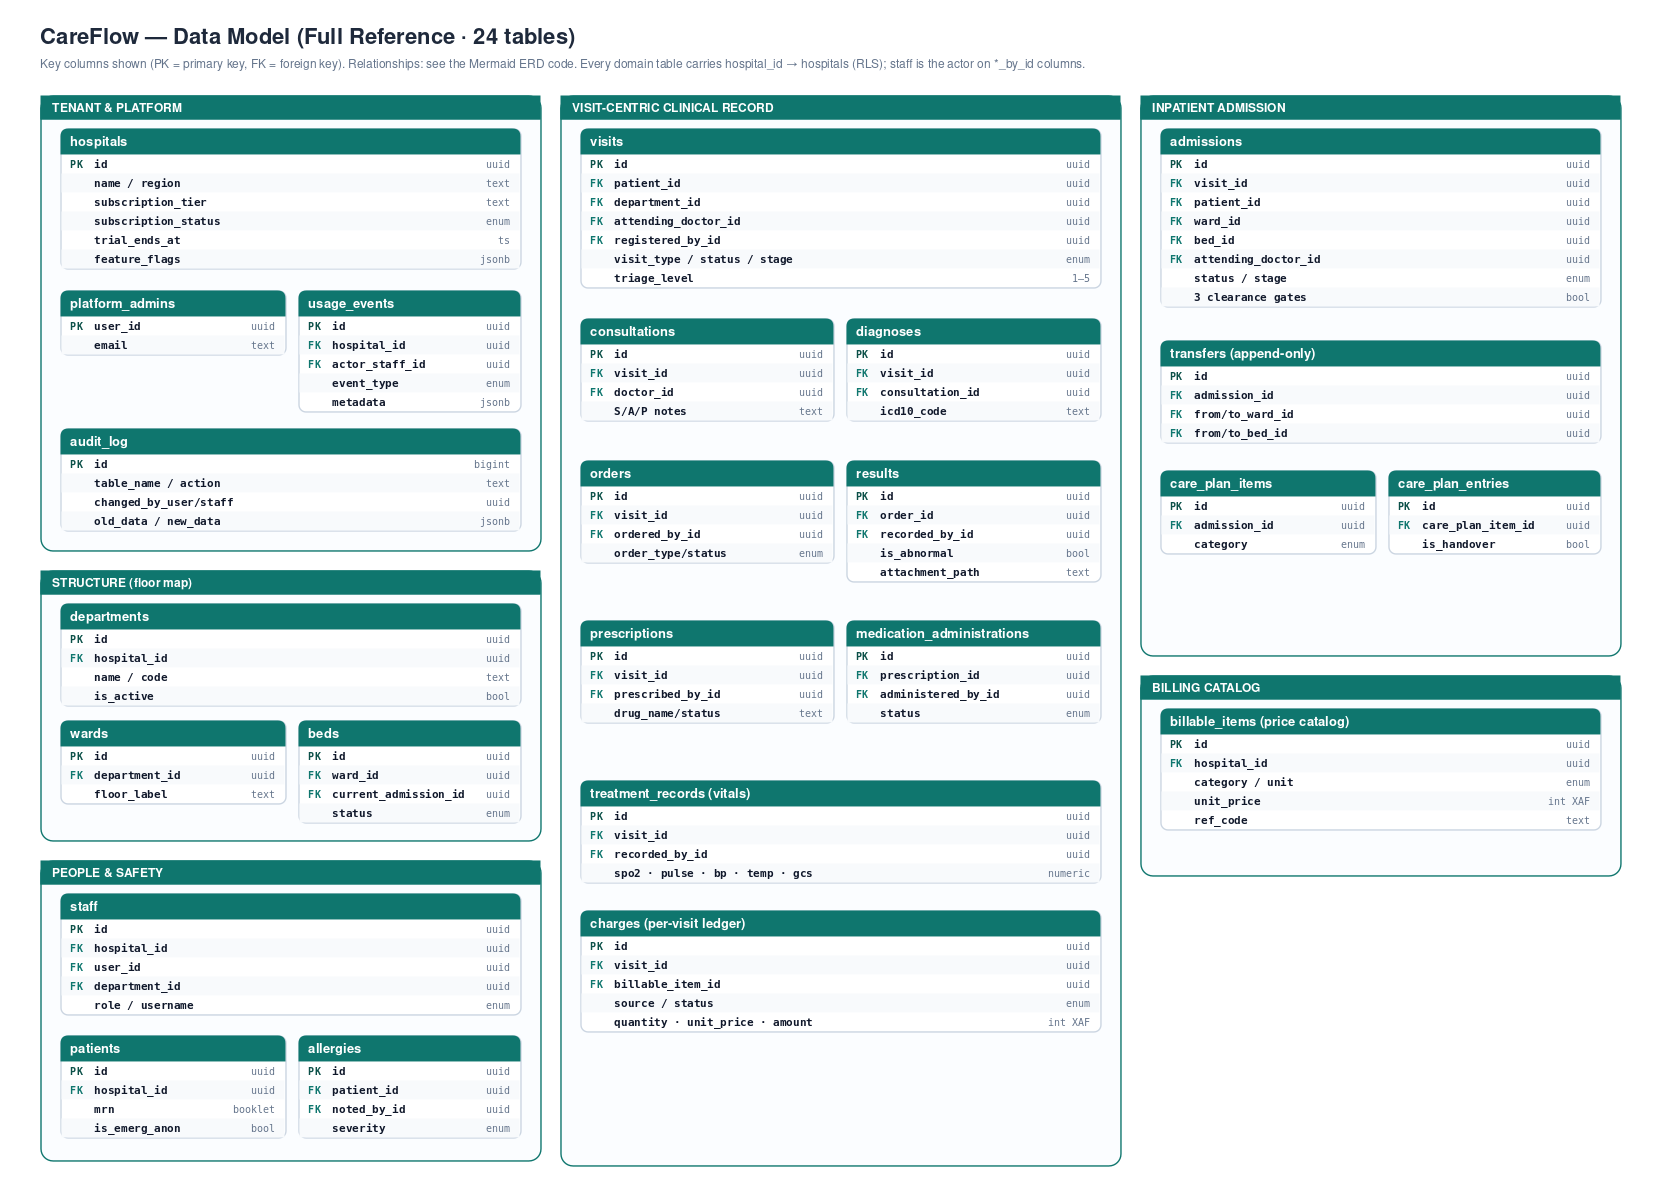 CareFlow — Data Model (Full Reference · 24 tables)
Key columns shown (PK = primary key, FK = foreign key). Relationships: see the Mermaid ERD code. Every domain table carries hospital_id → hospitals (RLS); staff is the actor on *_by_id columns.
TENANT & PLATFORM
hospitals
PK id uuid
name / region text
subscription_tier text
subscription_status enum
trial_ends_at ts
feature_flags jsonb
platform_admins
PK user_id uuid
email text
usage_events
PK id uuid
FK hospital_id uuid
FK actor_staff_id uuid
event_type enum
metadata jsonb
audit_log
PK id bigint
table_name / action text
changed_by_user/staff uuid
old_data / new_data jsonb
STRUCTURE (floor map)
departments
PK id uuid
FK hospital_id uuid
name / code text
is_active bool
wards
PK id uuid
FK department_id uuid
floor_label text
beds
PK id uuid
FK ward_id uuid
FK current_admission_id uuid
status enum
PEOPLE & SAFETY
staff
PK id uuid
FK hospital_id uuid
FK user_id uuid
FK department_id uuid
role / username enum
patients
PK id uuid
FK hospital_id uuid
mrn booklet
is_emerg_anon bool
allergies
PK id uuid
FK patient_id uuid
FK noted_by_id uuid
severity enum
VISIT-CENTRIC CLINICAL RECORD
visits
PK id uuid
FK patient_id uuid
FK department_id uuid
FK attending_doctor_id uuid
FK registered_by_id uuid
visit_type / status / stage enum
triage_level 1–5
consultations
PK id uuid
FK visit_id uuid
FK doctor_id uuid
S/A/P notes text
diagnoses
PK id uuid
FK visit_id uuid
FK consultation_id uuid
icd10_code text
orders
PK id uuid
FK visit_id uuid
FK ordered_by_id uuid
order_type/status enum
results
PK id uuid
FK order_id uuid
FK recorded_by_id uuid
is_abnormal bool
attachment_path text
prescriptions
PK id uuid
FK visit_id uuid
FK prescribed_by_id uuid
drug_name/status text
medication_administrations
PK id uuid
FK prescription_id uuid
FK administered_by_id uuid
status enum
treatment_records (vitals)
PK id uuid
FK visit_id uuid
FK recorded_by_id uuid
spo2 · pulse · bp · temp · gcs numeric
charges (per-visit ledger)
PK id uuid
FK visit_id uuid
FK billable_item_id uuid
source / status enum
quantity · unit_price · amount int XAF
INPATIENT ADMISSION
admissions
PK id uuid
FK visit_id uuid
FK patient_id uuid
FK ward_id uuid
FK bed_id uuid
FK attending_doctor_id uuid
status / stage enum
3 clearance gates bool
transfers (append-only)
PK id uuid
FK admission_id uuid
FK from/to_ward_id uuid
FK from/to_bed_id uuid
care_plan_items
PK id uuid
FK admission_id uuid
category enum
care_plan_entries
PK id uuid
FK care_plan_item_id uuid
is_handover bool
BILLING CATALOG
billable_items (price catalog)
PK id uuid
FK hospital_id uuid
category / unit enum
unit_price int XAF
ref_code text